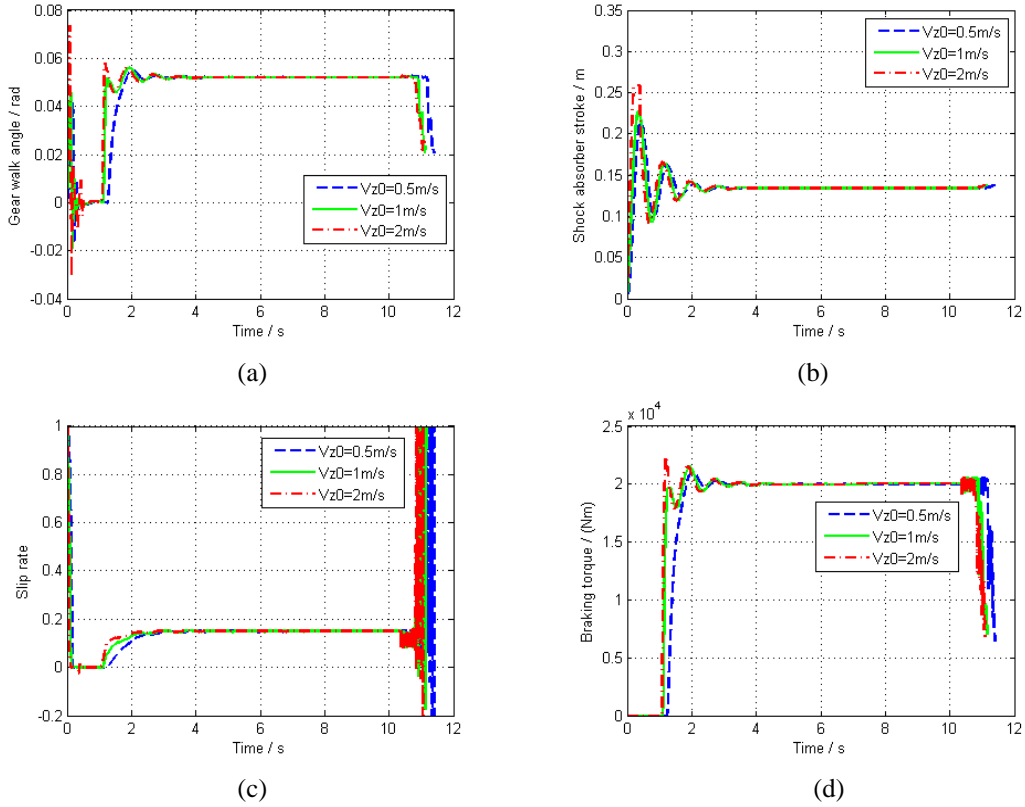 0.08
0.06
0.04
0.02
0
-0.02
-0.04
Gear walk angle / rad
Vz0=0.5m/s
Vz0=1m/s
Vz0=2m/s
0 2 4 6 8 10 12
Time / s
(a)
0.35
0.3
0.25
0.2
0.15
0.1
0.05
0
Shock absorber stroke / m
Vz0=0.5m/s
Vz0=1m/s
Vz0=2m/s
0 2 4 6 8 10 12
Time / s
(b)
1
0.8
0.6
0.4
0.2
0
-0.2
Slip rate
Vz0=0.5m/s
Vz0=1m/s
Vz0=2m/s
0 2 4 6 8 10 12
Time / s
(c)
x 10^4
2.5
2.0
1.5
1.0
0.5
0
Braking torque / (Nm)
Vz0=0.5m/s
Vz0=1m/s
Vz0=2m/s
0 2 4 6 8 10 12
Time / s
(d)